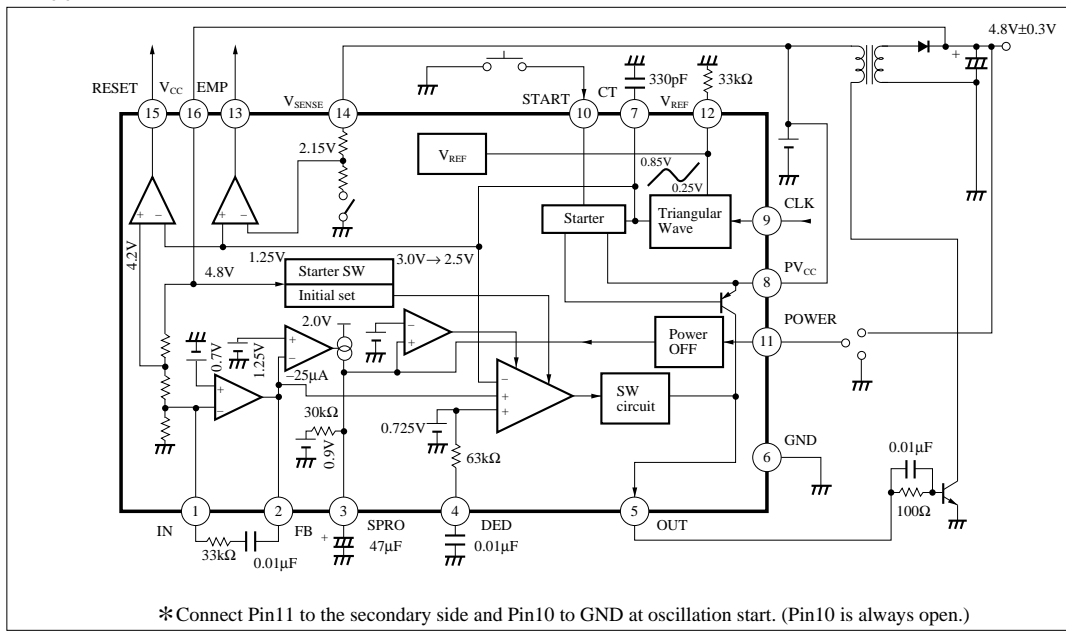 4.8V±0.3V
330pF
33kΩ
RESET
V_CC
EMP
V_SENSE
START
CT
V_REF
15
16
13
14
10
7
12
2.15V
V_REF
0.85V
0.25V
+
−
+
−
Starter
Triangular
Wave
9
CLK
4.2V
1.25V
3.0V→2.5V
4.8V
Starter SW
Initial set
8
PV_CC
2.0V
POWER
0.7V
1.25V
+
−
−
+
Power
OFF
11
−25μA
+
−
−
+
+
SW
circuit
30kΩ
0.725V
0.9V
63kΩ
GND
6
0.01μF
100Ω
1
2
3
4
5
IN
FB
SPRO
DED
OUT
33kΩ
0.01μF
+
47μF
0.01μF
+
*Connect Pin11 to the secondary side and Pin10 to GND at oscillation start. (Pin10 is always open.)